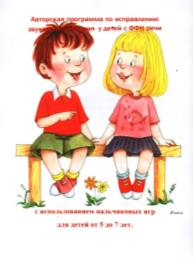 Авторская программа по исправлению
у детей с ФФН речи
с использованием пальчиковых игр
для детей от 5 до 7 лет.